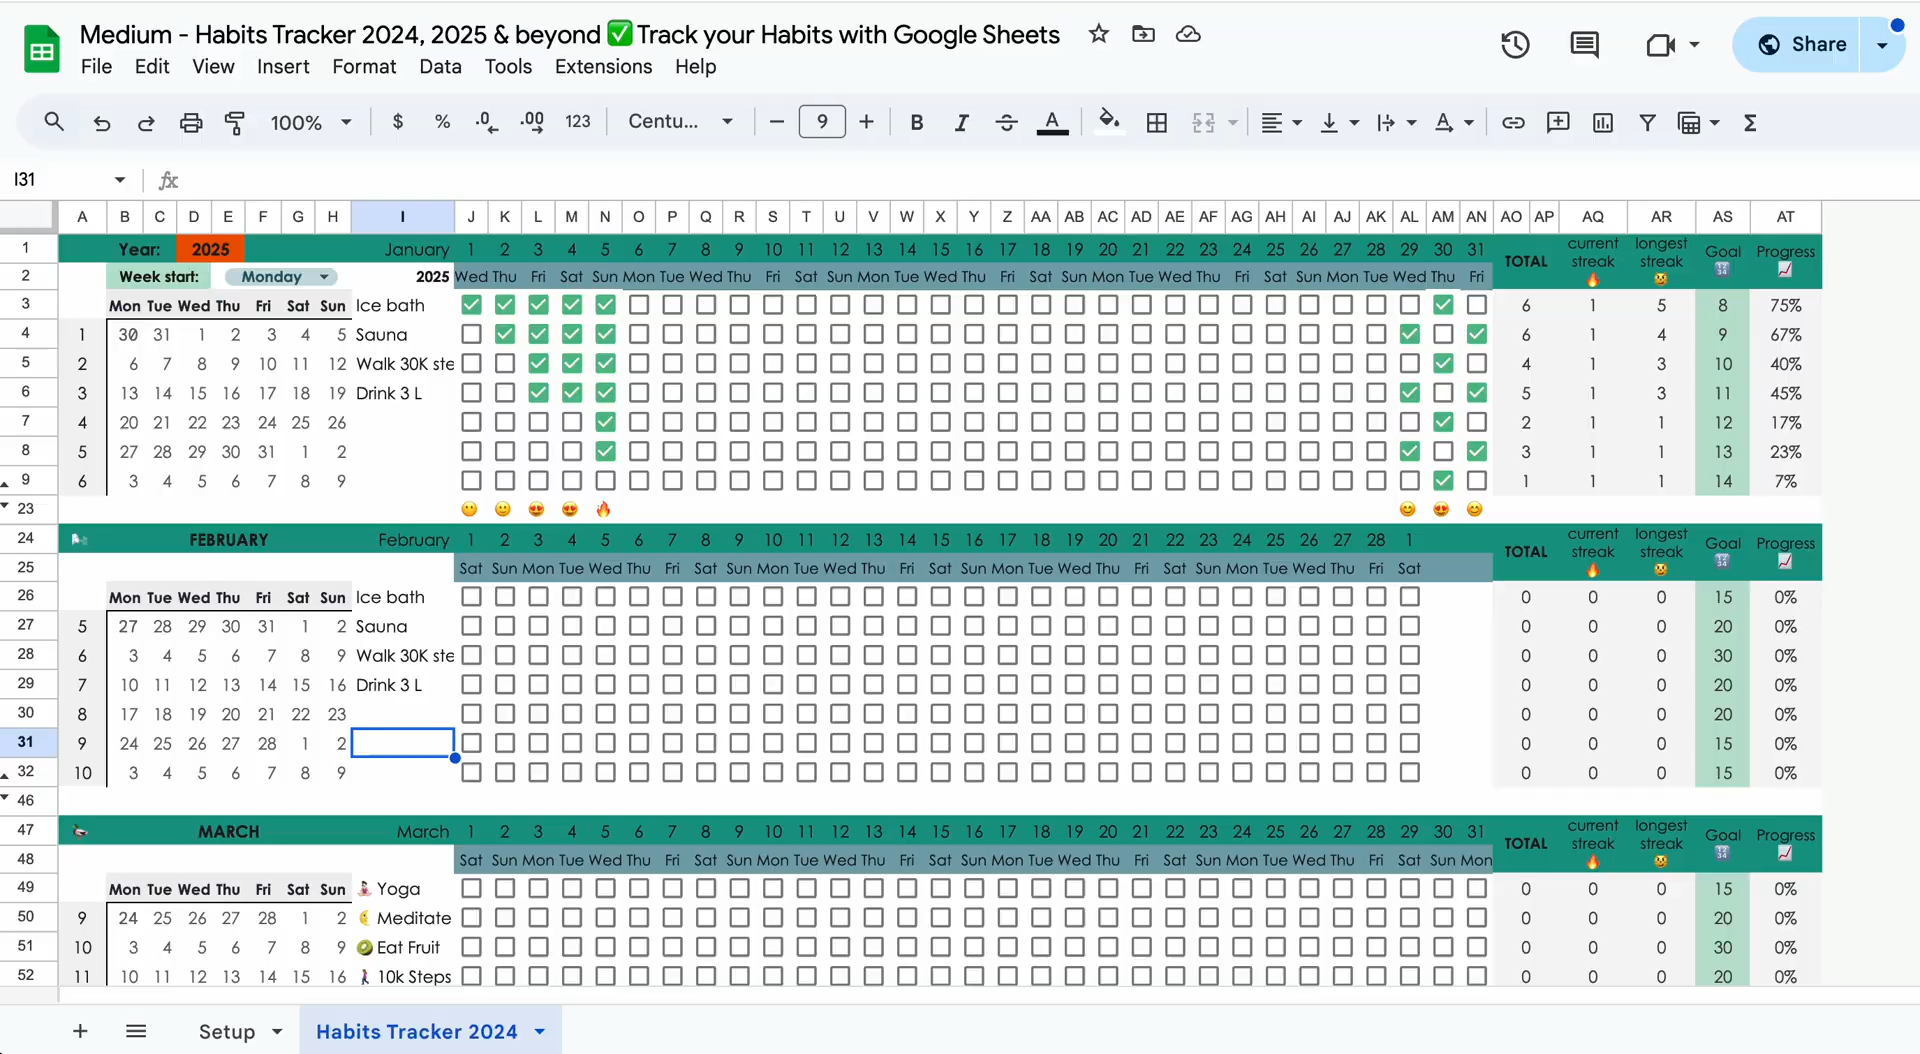 Medium - Habits Tracker 2024, 2025 & beyond ✅ Track your Habits with Google Sheets
File Edit View Insert Format Data Tools Extensions Help
Share
100% $ % .0 .00 123 Centu... 9 B I A
I31
A B C D E F G H I J K L M N O P Q R S T U V W X Y Z AA AB AC AD AE AF AG AH AI AJ AK AL AM AN AO AP AQ AR AS AT
1 Year: 2025 January 1 2 3 4 5 6 7 8 9 10 11 12 13 14 15 16 17 18 19 20 21 22 23 24 25 26 27 28 29 30 31 TOTAL current streak 🔥 longest streak Goal Progress
2 Week start: Monday 2025 Wed Thu Fri Sat Sun Mon Tue Wed Thu Fri Sat Sun Mon Tue Wed Thu Fri Sat Sun Mon Tue Wed Thu Fri Sat Sun Mon Tue Wed Thu Fri
3 Mon Tue Wed Thu Fri Sat Sun Ice bath 6 1 5 8 75%
4 1 30 31 1 2 3 4 5 Sauna 6 1 4 9 67%
5 2 6 7 8 9 10 11 12 Walk 30K ste 4 1 3 10 40%
6 3 13 14 15 16 17 18 19 Drink 3 L 5 1 3 11 45%
7 4 20 21 22 23 24 25 26 2 1 1 12 17%
8 5 27 28 29 30 31 1 2 3 1 1 13 23%
9 6 3 4 5 6 7 8 9 1 1 1 14 7%
23
24 FEBRUARY February 1 2 3 4 5 6 7 8 9 10 11 12 13 14 15 16 17 18 19 20 21 22 23 24 25 26 27 28 1 TOTAL current streak 🔥 longest streak Goal Progress
25 Sat Sun Mon Tue Wed Thu Fri Sat Sun Mon Tue Wed Thu Fri Sat Sun Mon Tue Wed Thu Fri Sat Sun Mon Tue Wed Thu Fri Sat
26 Mon Tue Wed Thu Fri Sat Sun Ice bath 0 0 0 15 0%
27 5 27 28 29 30 31 1 2 Sauna 0 0 0 20 0%
28 6 3 4 5 6 7 8 9 Walk 30K ste 0 0 0 30 0%
29 7 10 11 12 13 14 15 16 Drink 3 L 0 0 0 20 0%
30 8 17 18 19 20 21 22 23 0 0 0 20 0%
31 9 24 25 26 27 28 1 2 0 0 0 15 0%
32 10 3 4 5 6 7 8 9 0 0 0 15 0%
46
47 MARCH March 1 2 3 4 5 6 7 8 9 10 11 12 13 14 15 16 17 18 19 20 21 22 23 24 25 26 27 28 29 30 31 TOTAL current streak 🔥 longest streak Goal Progress
48 Sat Sun Mon Tue Wed Thu Fri Sat Sun Mon Tue Wed Thu Fri Sat Sun Mon Tue Wed Thu Fri Sat Sun Mon Tue Wed Thu Fri Sat Sun Mon
49 Mon Tue Wed Thu Fri Sat Sun Yoga 0 0 0 15 0%
50 9 24 25 26 27 28 1 2 Meditate 0 0 0 20 0%
51 10 3 4 5 6 7 8 9 Eat Fruit 0 0 0 30 0%
52 11 10 11 12 13 14 15 16 10k Steps 0 0 0 20 0%
Setup Habits Tracker 2024